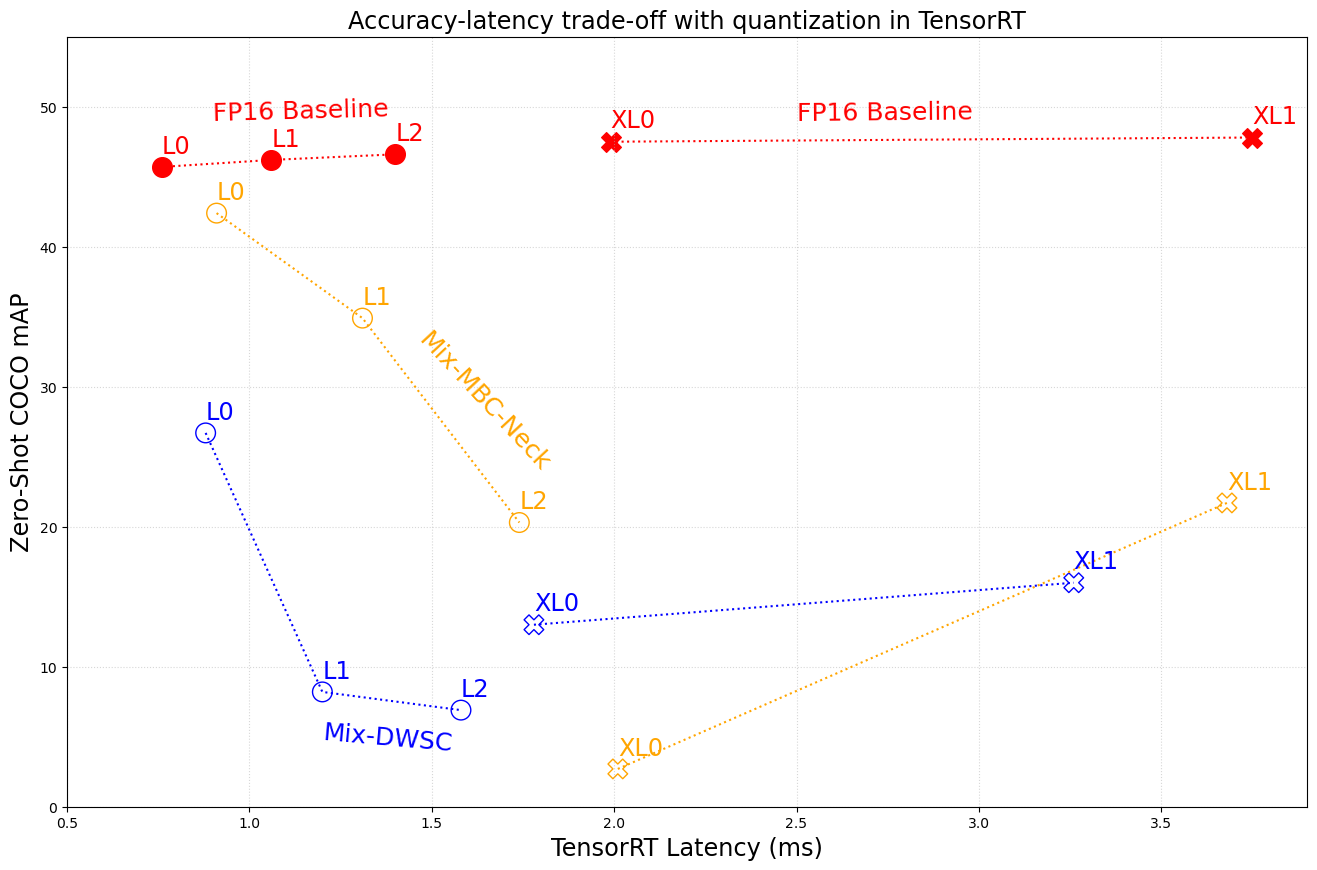 Accuracy-latency trade-off with quantization in TensorRT
50
40
30
20
10
0
Zero-Shot COCO mAP
FP16 Baseline
FP16 Baseline
L0
L1
L2
XL0
XL1
L0
L1
Mix-MBC-Neck
L2
L0
XL1
XL1
XL0
L1
L2
Mix-DWSC
XL0
0.5
1.0
1.5
2.0
2.5
3.0
3.5
TensorRT Latency (ms)